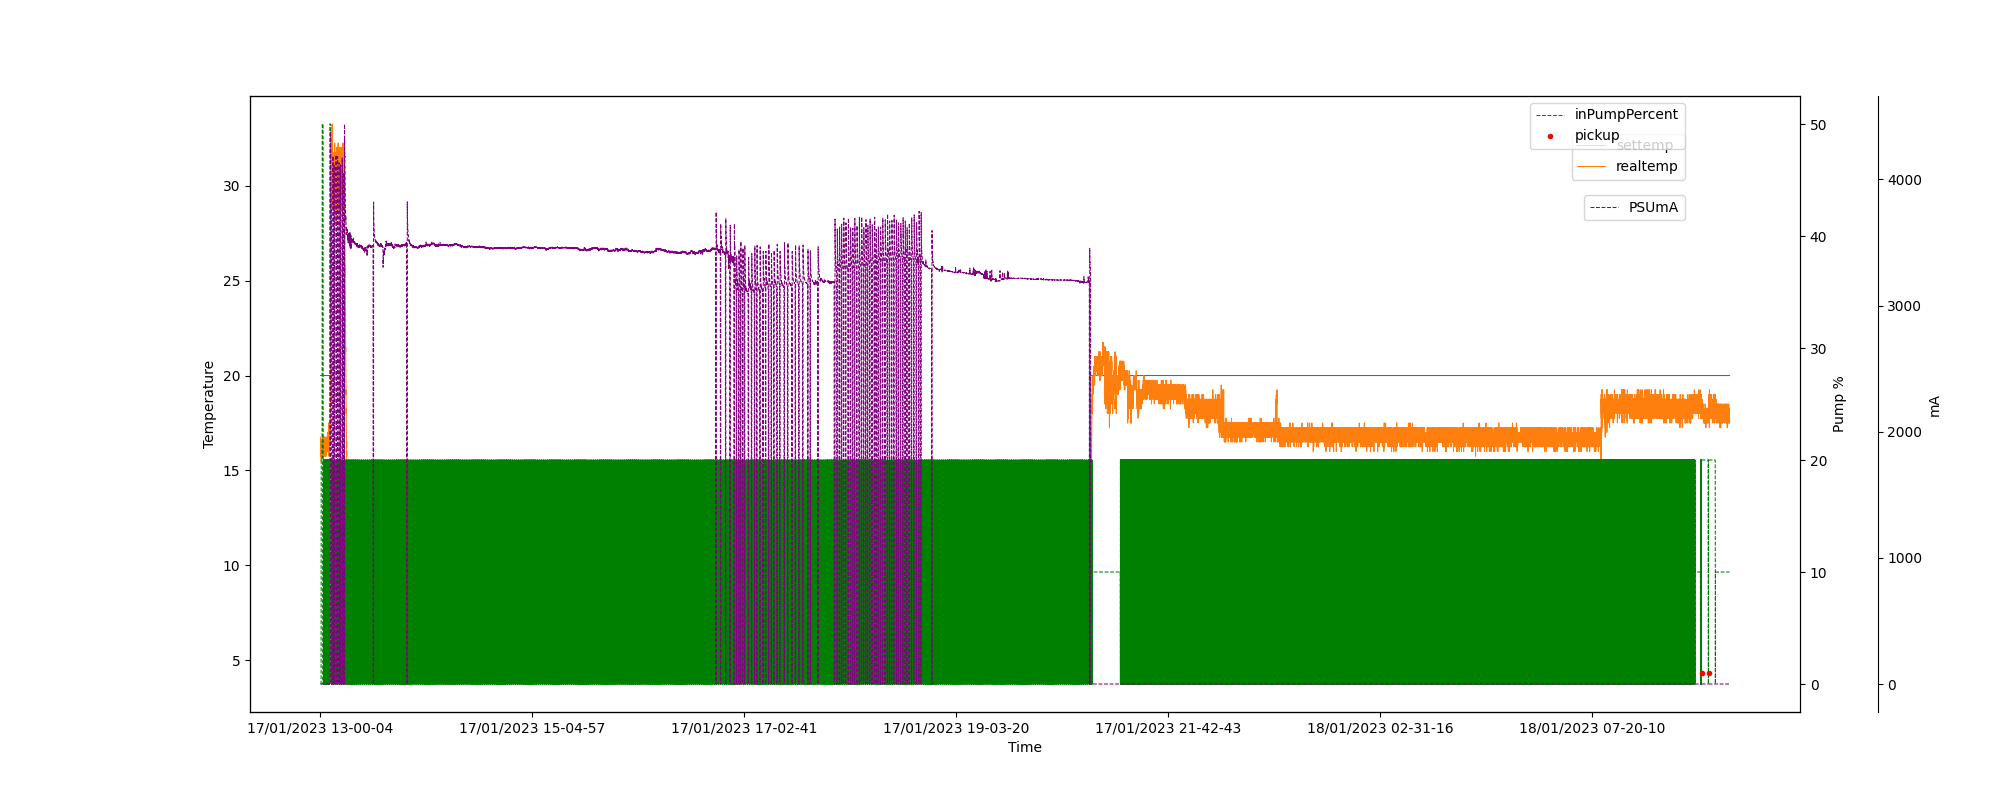 inPumpPercent
pickup
settemp
realtemp
PSUmA
30
25
20
15
10
5
Temperature
50
40
30
20
10
0
Pump %
4000
3000
2000
1000
0
mA
17/01/2023 13-00-04
17/01/2023 15-04-57
17/01/2023 17-02-41
17/01/2023 19-03-20
17/01/2023 21-42-43
18/01/2023 02-31-16
18/01/2023 07-20-10
Time